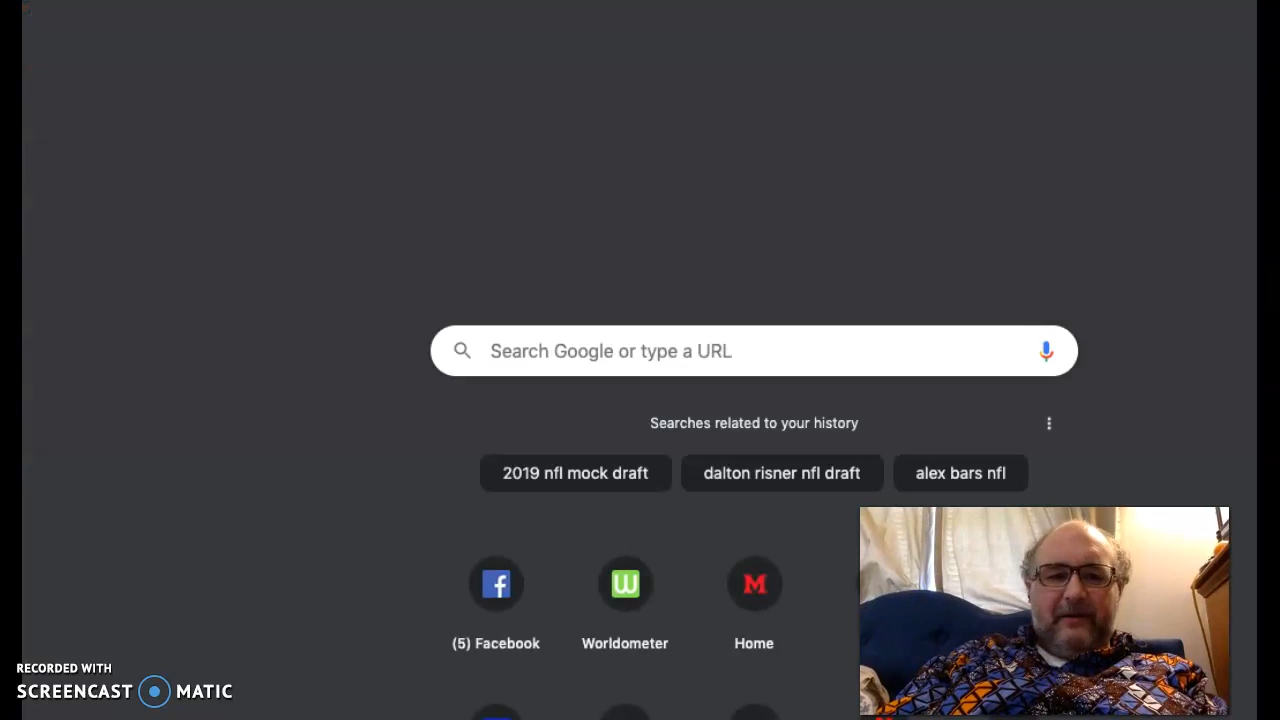 Search Google or type a URL
Searches related to your history
2019 nfl mock draft
dalton risner nfl draft
alex bars nfl
(5) Facebook
Worldometer
Home
RECORDED WITH
SCREENCAST MATIC